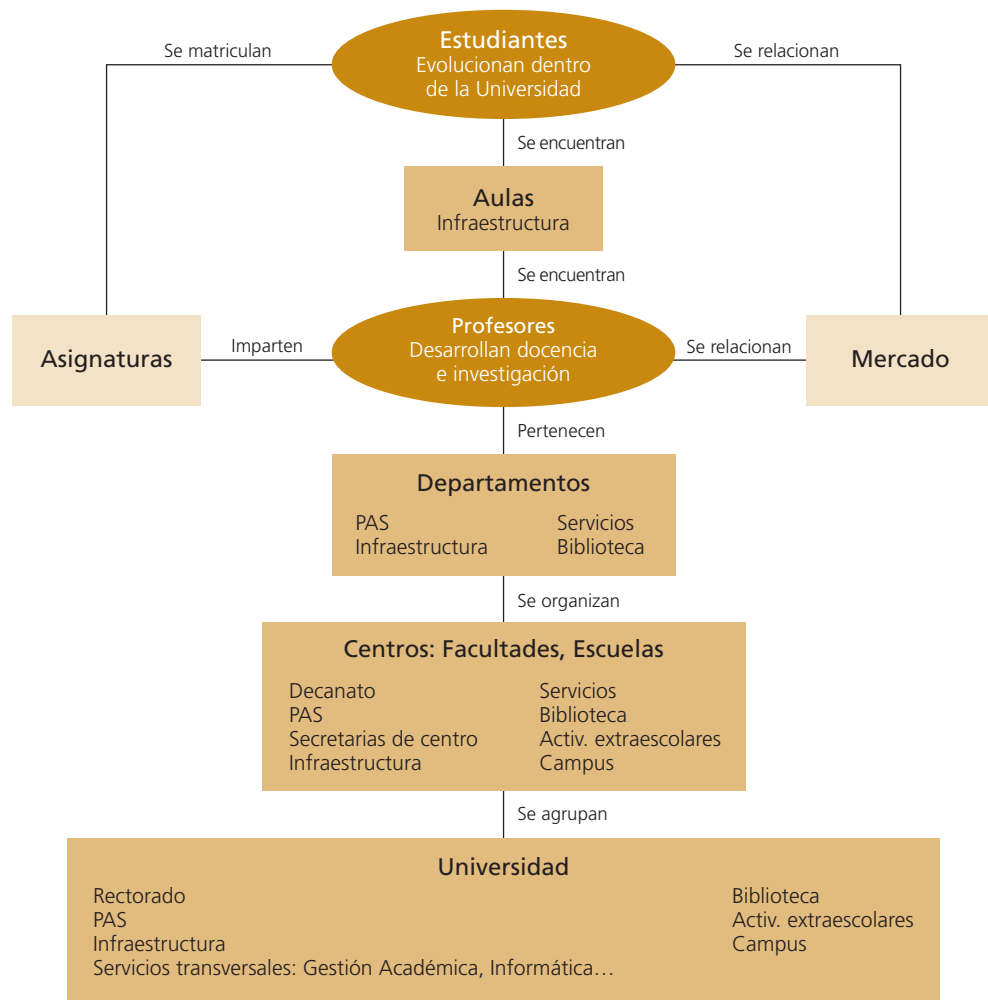 Estudiantes
Evolucionan dentro
de la Universidad
Se matriculan
Se relacionan
Se encuentran
Aulas
Infraestructura
Se encuentran
Asignaturas
Imparten
Profesores
Desarrollan docencia
e investigación
Se relacionan
Mercado
Pertenecen
Departamentos
PAS
Infraestructura
Servicios
Biblioteca
Se organizan
Centros: Facultades, Escuelas
Decanato
PAS
Secretarias de centro
Infraestructura
Servicios
Biblioteca
Activ. extraescolares
Campus
Se agrupan
Universidad
Rectorado
PAS
Infraestructura
Servicios transversales: Gestión Académica, Informática…
Biblioteca
Activ. extraescolares
Campus